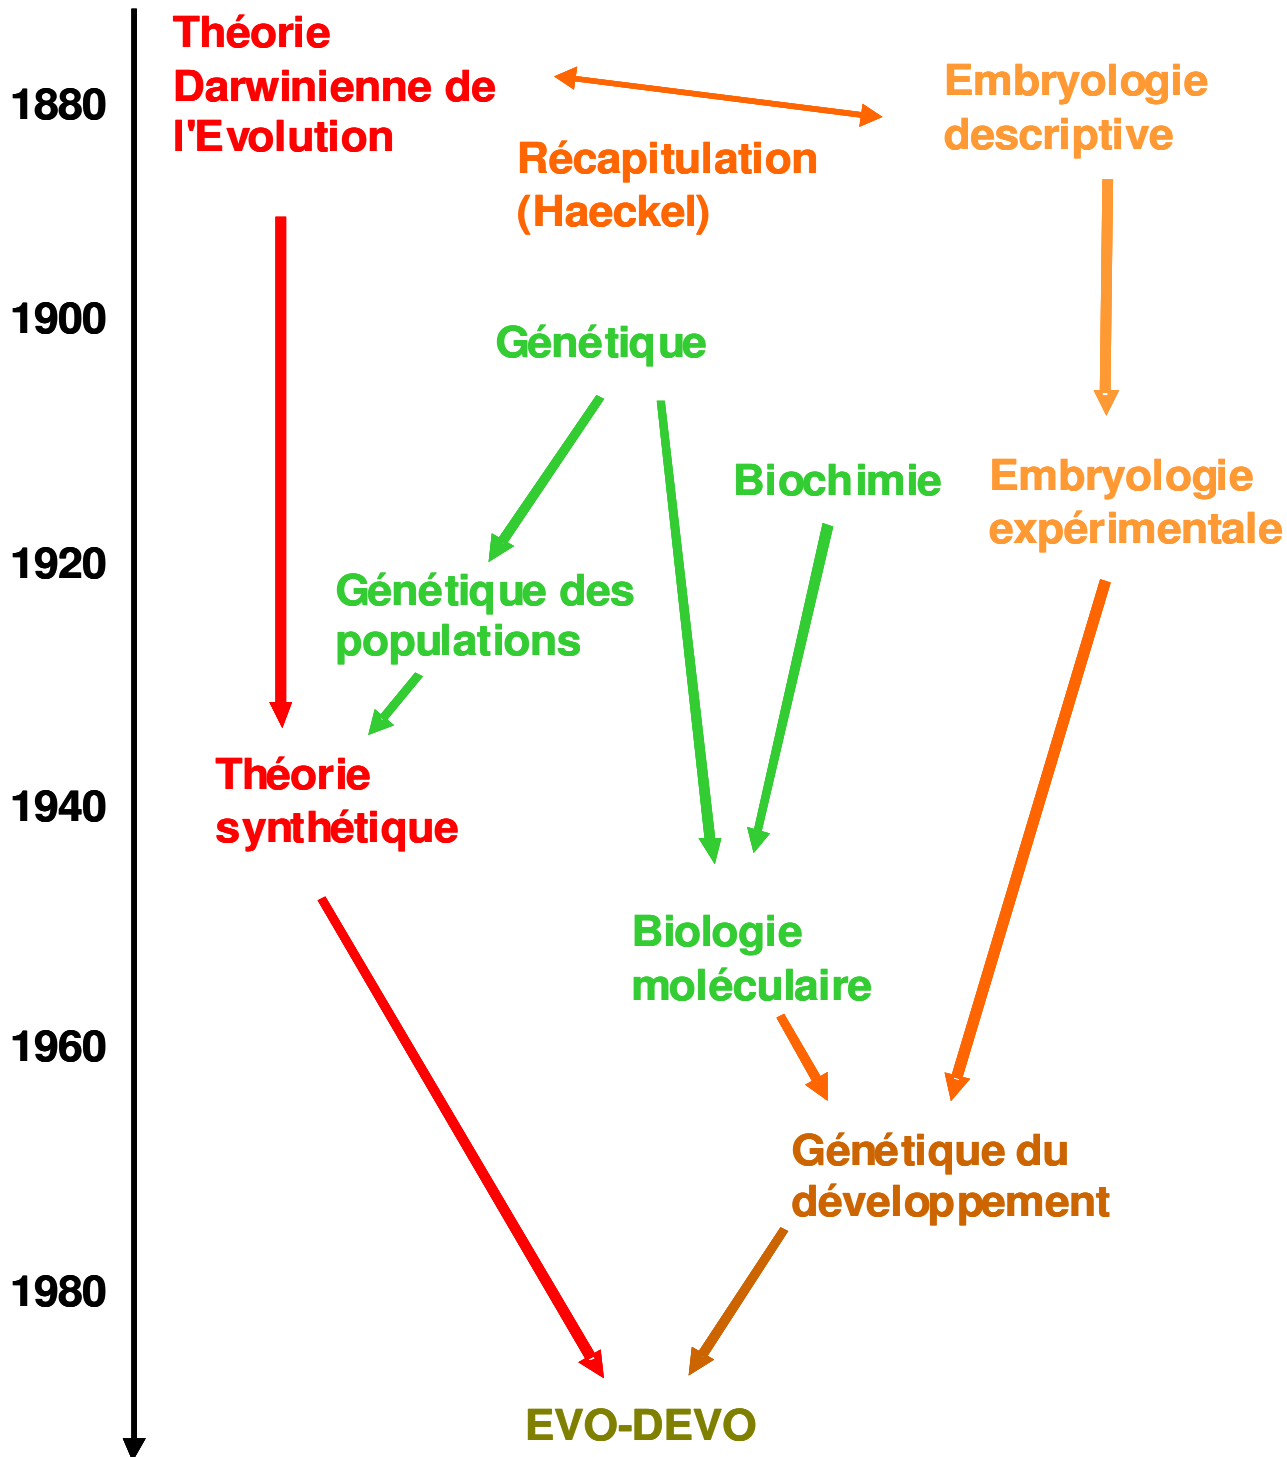 Théorie
Darwinienne de
l'Evolution
1880
Embryologie
descriptive
Récapitulation
(Haeckel)
1900
Génétique
Biochimie
Embryologie
expérimentale
1920
Génétique des
populations
Théorie
synthétique
1940
Biologie
moléculaire
1960
Génétique du
développement
1980
EVO-DEVO